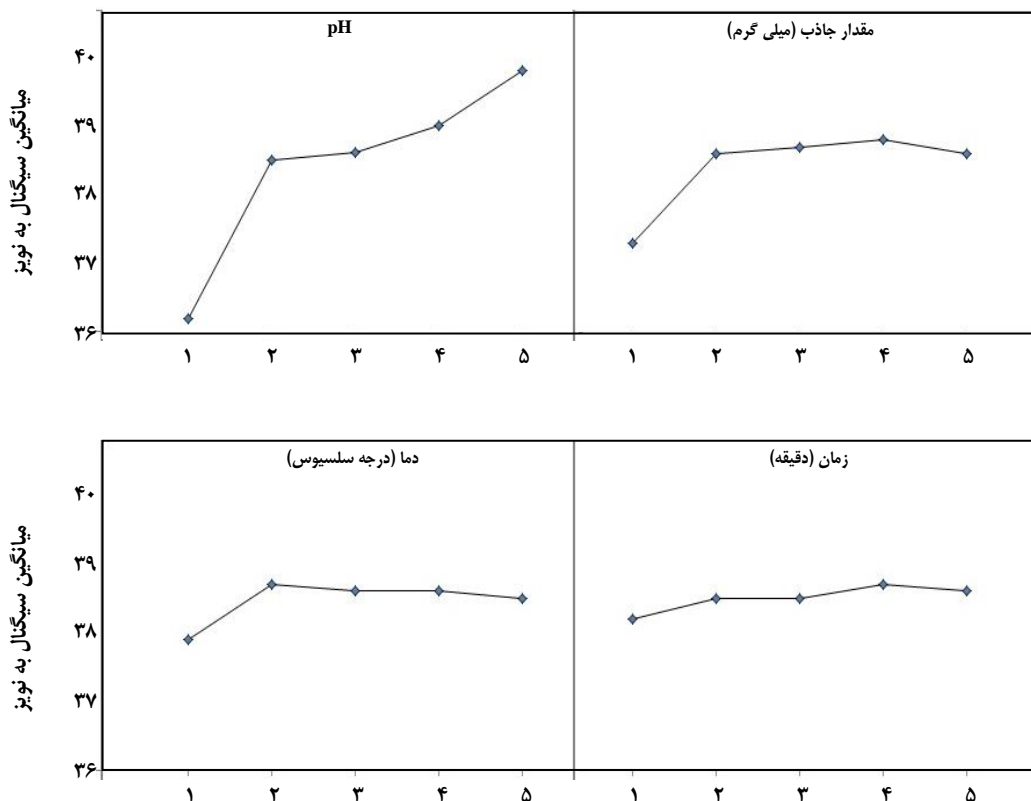 pH
مقدار جاذب (میلی گرم)
میانگین سیگنال به نویز
۴۰
۳۹
۳۸
۳۷
۳۶
۱ ۲ ۳ ۴ ۵
۱ ۲ ۳ ۴ ۵
دما (درجه سلسیوس)
زمان (دقیقه)
میانگین سیگنال به نویز
۴۰
۳۹
۳۸
۳۷
۳۶
۱ ۲ ۳ ۴ ۵
۱ ۲ ۳ ۴ ۵